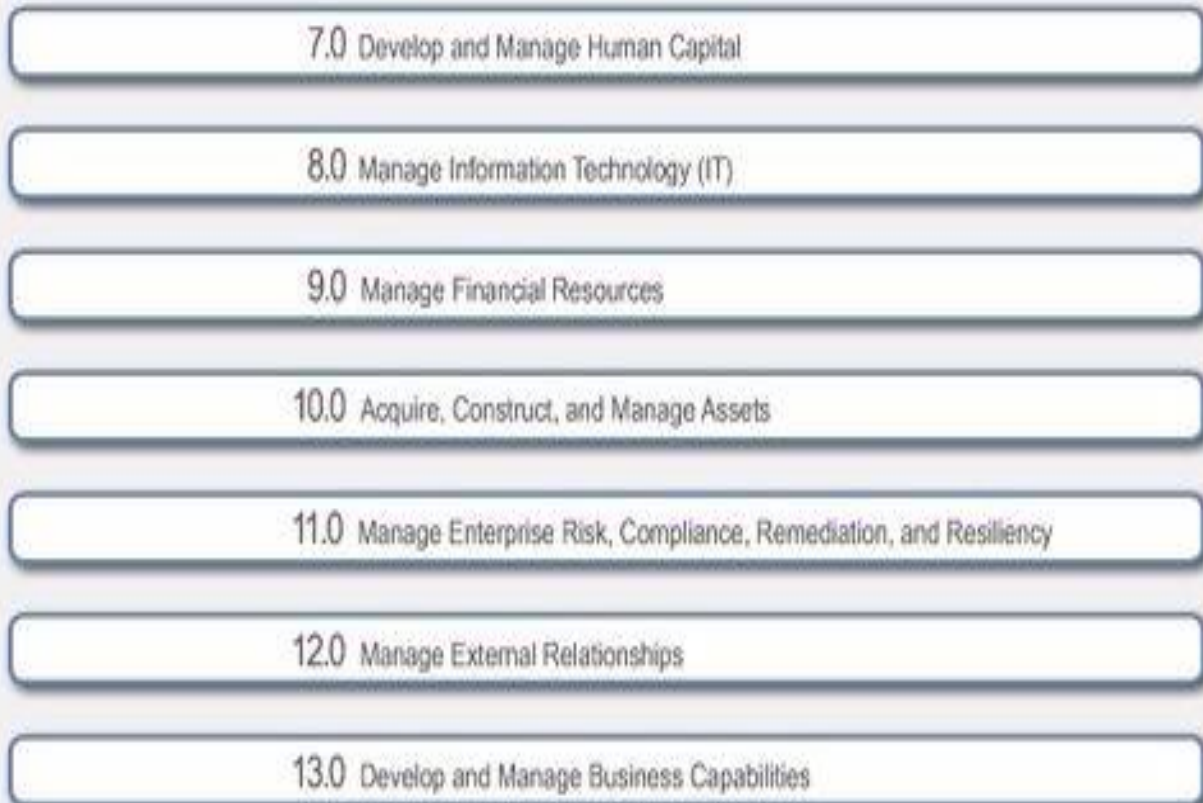 7.0 Develop and Manage Human Capital
8.0 Manage Information Technology (IT)
9.0 Manage Financial Resources
10.0 Acquire, Construct, and Manage Assets
11.0 Manage Enterprise Risk, Compliance, Remediation, and Resiliency
12.0 Manage External Relationships
13.0 Develop and Manage Business Capabilities